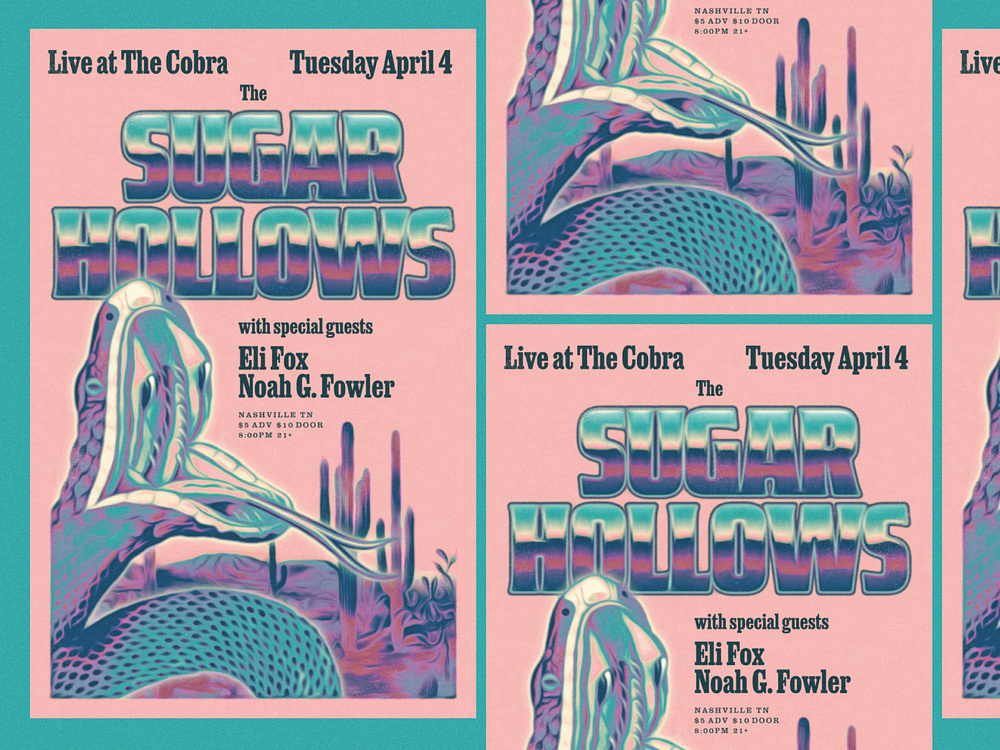 Live at The Cobra
Tuesday April 4
The
SUGAR
HOLLOWS
with special guests
Eli Fox
Noah G. Fowler
NASHVILLE TN
$5 ADV $10 DOOR
8:00PM 21+
NASHVILLE TN
$5 ADV $10 DOOR
8:00PM 21+
Live at The Cobra
Tuesday April 4
The
SUGAR
HOLLOWS
with special guests
Eli Fox
Noah G. Fowler
NASHVILLE TN
$5 ADV $10 DOOR
8:00PM 21+
Live
H